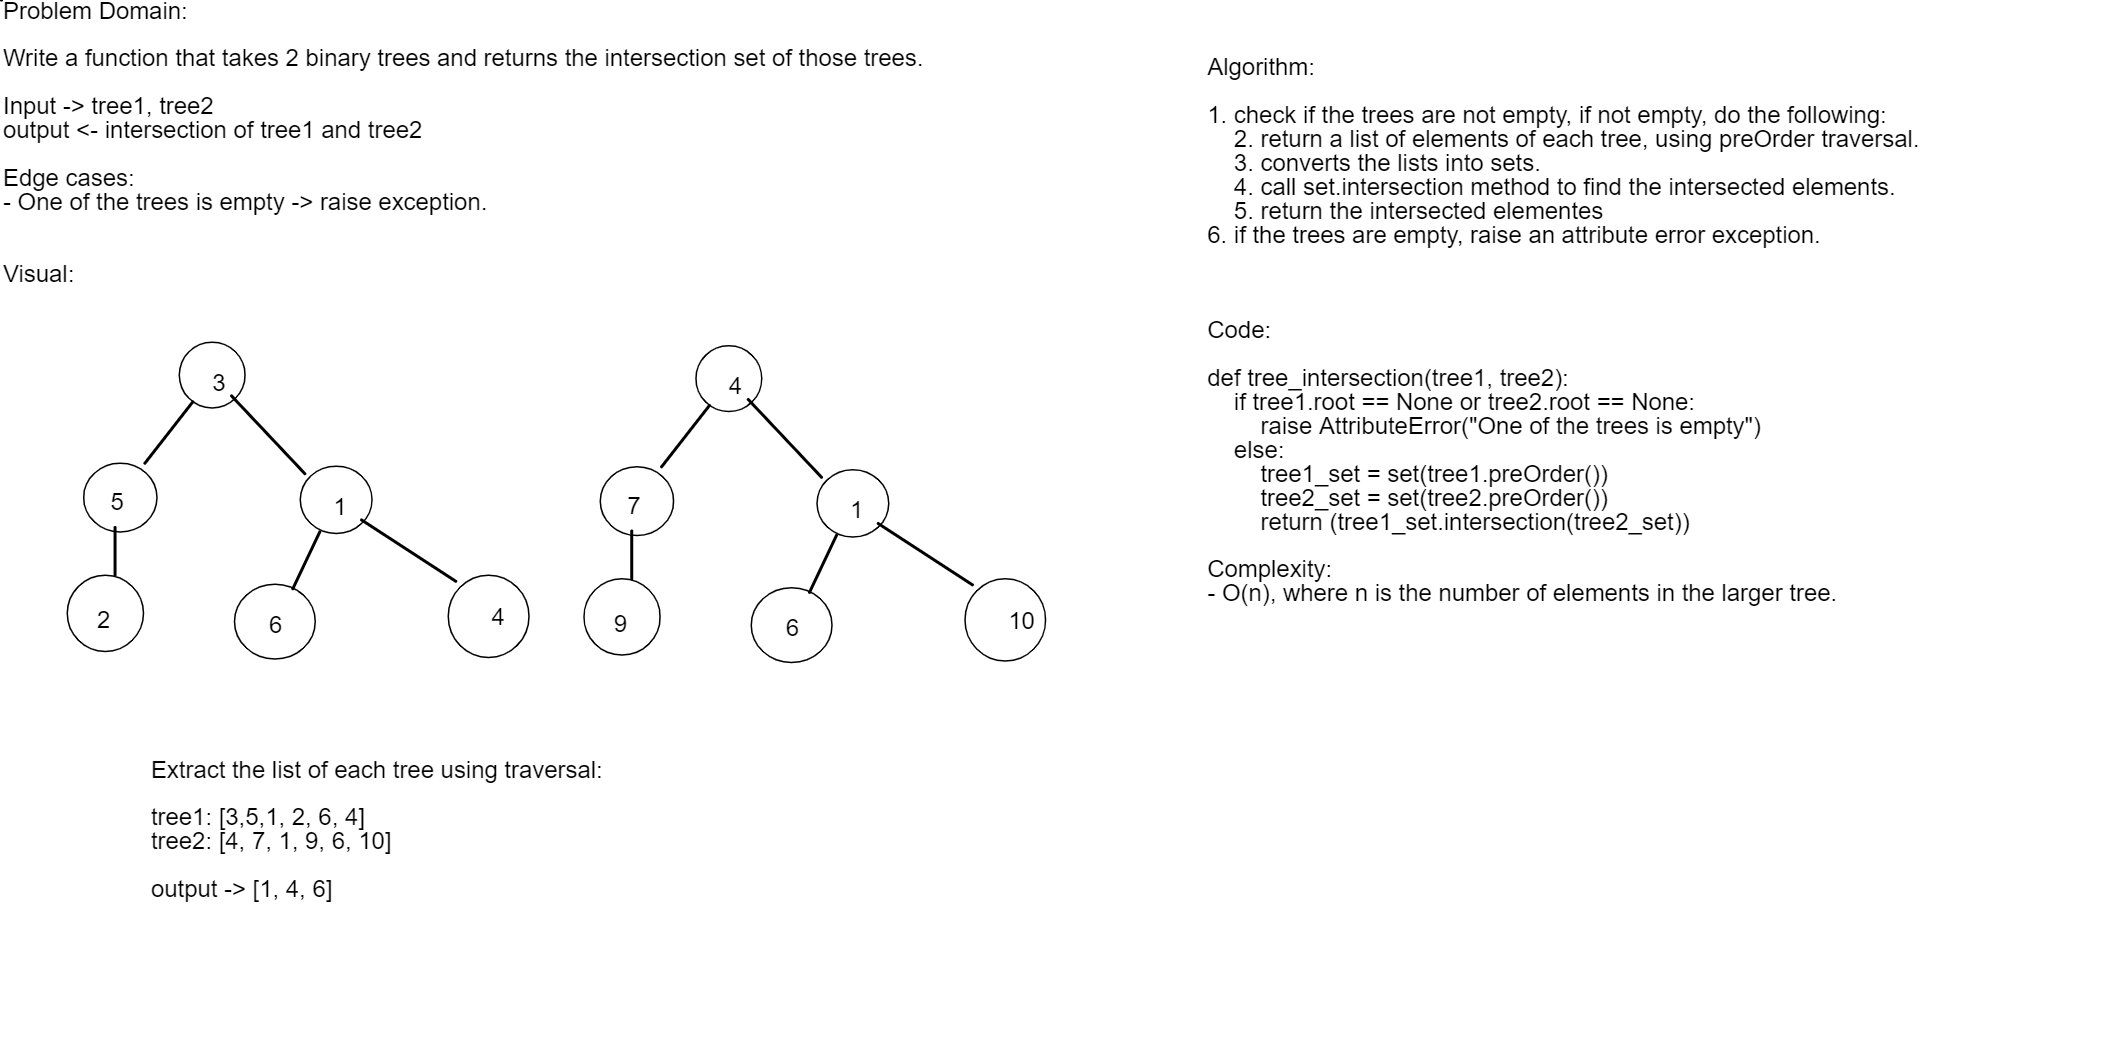 Problem Domain:
Write a function that takes 2 binary trees and returns the intersection set of those trees.
Input -> tree1, tree2
output <- intersection of tree1 and tree2
Edge cases:
- One of the trees is empty -> raise exception.
Visual:
3
5
1
2
6
4
4
7
1
9
6
10
Extract the list of each tree using traversal:
tree1: [3,5,1, 2, 6, 4]
tree2: [4, 7, 1, 9, 6, 10]
output -> [1, 4, 6]
Algorithm:
1. check if the trees are not empty, if not empty, do the following:
2. return a list of elements of each tree, using preOrder traversal.
3. converts the lists into sets.
4. call set.intersection method to find the intersected elements.
5. return the intersected elementes
6. if the trees are empty, raise an attribute error exception.
Code:
def tree_intersection(tree1, tree2):
if tree1.root == None or tree2.root == None:
raise AttributeError("One of the trees is empty")
else:
tree1_set = set(tree1.preOrder())
tree2_set = set(tree2.preOrder())
return (tree1_set.intersection(tree2_set))
Complexity:
- O(n), where n is the number of elements in the larger tree.